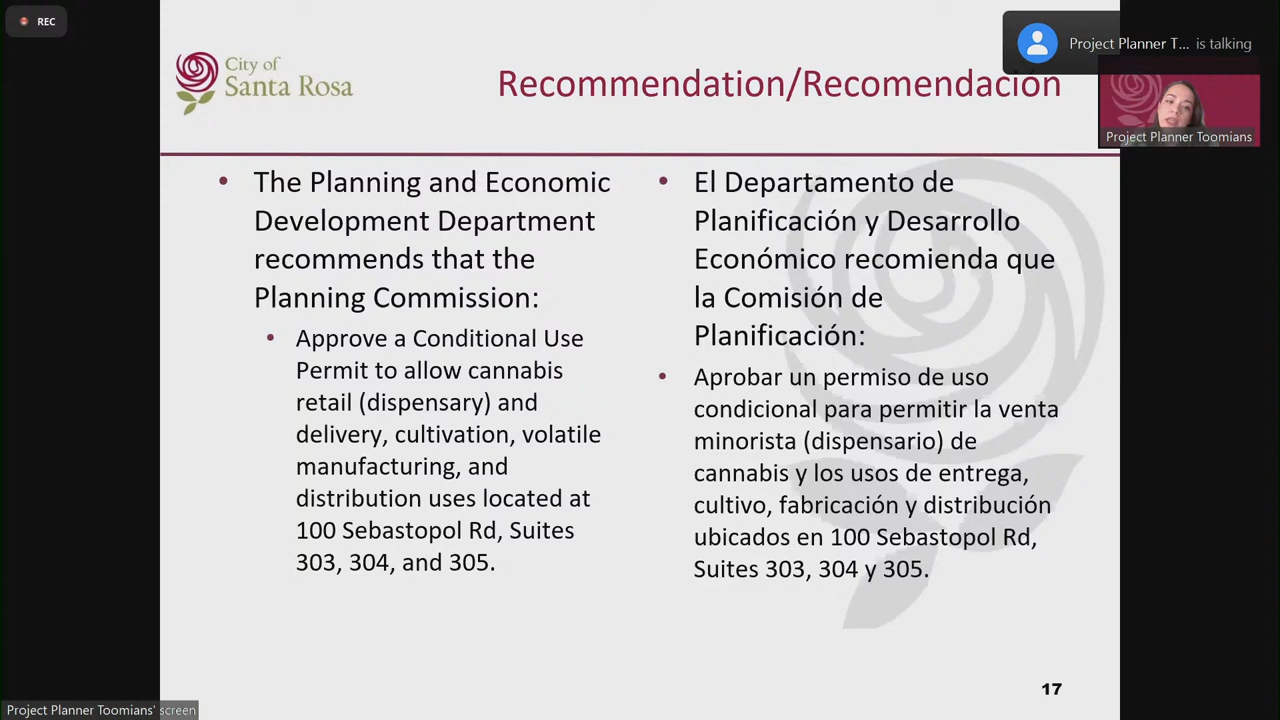 REC
City of
Santa Rosa
Recommendation/Recomendación
Project Planner T... is talking
Project Planner Toomians
• The Planning and Economic
Development Department
recommends that the
Planning Commission:
• Approve a Conditional Use
Permit to allow cannabis
retail (dispensary) and
delivery, cultivation, volatile
manufacturing, and
distribution uses located at
100 Sebastopol Rd, Suites
303, 304, and 305.
• El Departamento de
Planificación y Desarrollo
Económico recomienda que
la Comisión de
Planificación:
• Aprobar un permiso de uso
condicional para permitir la venta
minorista (dispensario) de
cannabis y los usos de entrega,
cultivo, fabricación y distribución
ubicados en 100 Sebastopol Rd,
Suites 303, 304 y 305.
17
Project Planner Toomians' screen